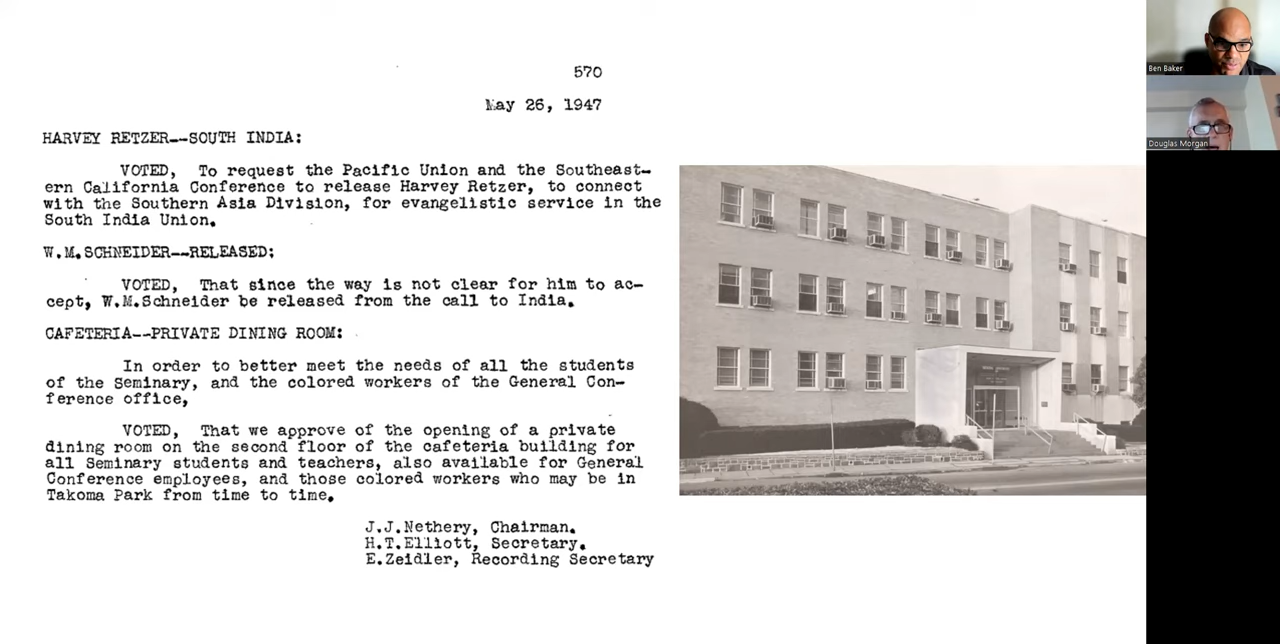 570
May 26, 1947
HARVEY RETZER--SOUTH INDIA:
VOTED, To request the Pacific Union and the Southeast-
ern California Conference to release Harvey Retzer, to connect
with the Southern Asia Division, for evangelistic service in the
South India Union.
W.M.SCHNEIDER--RELEASED:
VOTED, That since the way is not clear for him to ac-
cept, W.M.Schneider be released from the call to India.
CAFETERIA--PRIVATE DINING ROOM:
In order to better meet the needs of all the students
of the Seminary, and the colored workers of the General Con-
ference office,
VOTED, That we approve of the opening of a private
dining room on the second floor of the cafeteria building for
all Seminary students and teachers, also available for General
Conference employees, and those colored workers who may be in
Takoma Park from time to time.
J.J.Nethery, Chairman.
H.T.Elliott, Secretary.
E.Zeidler, Recording Secretary
Ben Baker
Douglas Morgan